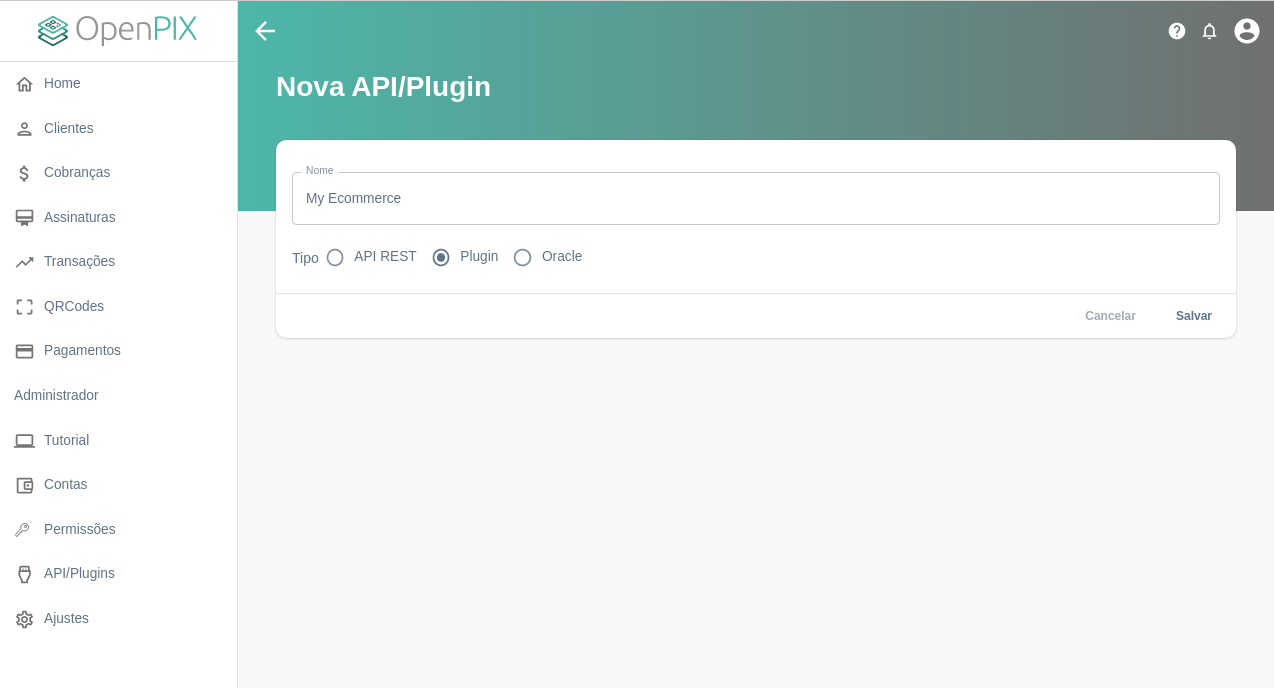 OpenPIX
Home
Clientes
Cobranças
Assinaturas
Transações
QRCodes
Pagamentos
Administrador
Tutorial
Contas
Permissões
API/Plugins
Ajustes
Nova API/Plugin
Nome
My Ecommerce
Tipo API REST Plugin Oracle
Cancelar Salvar